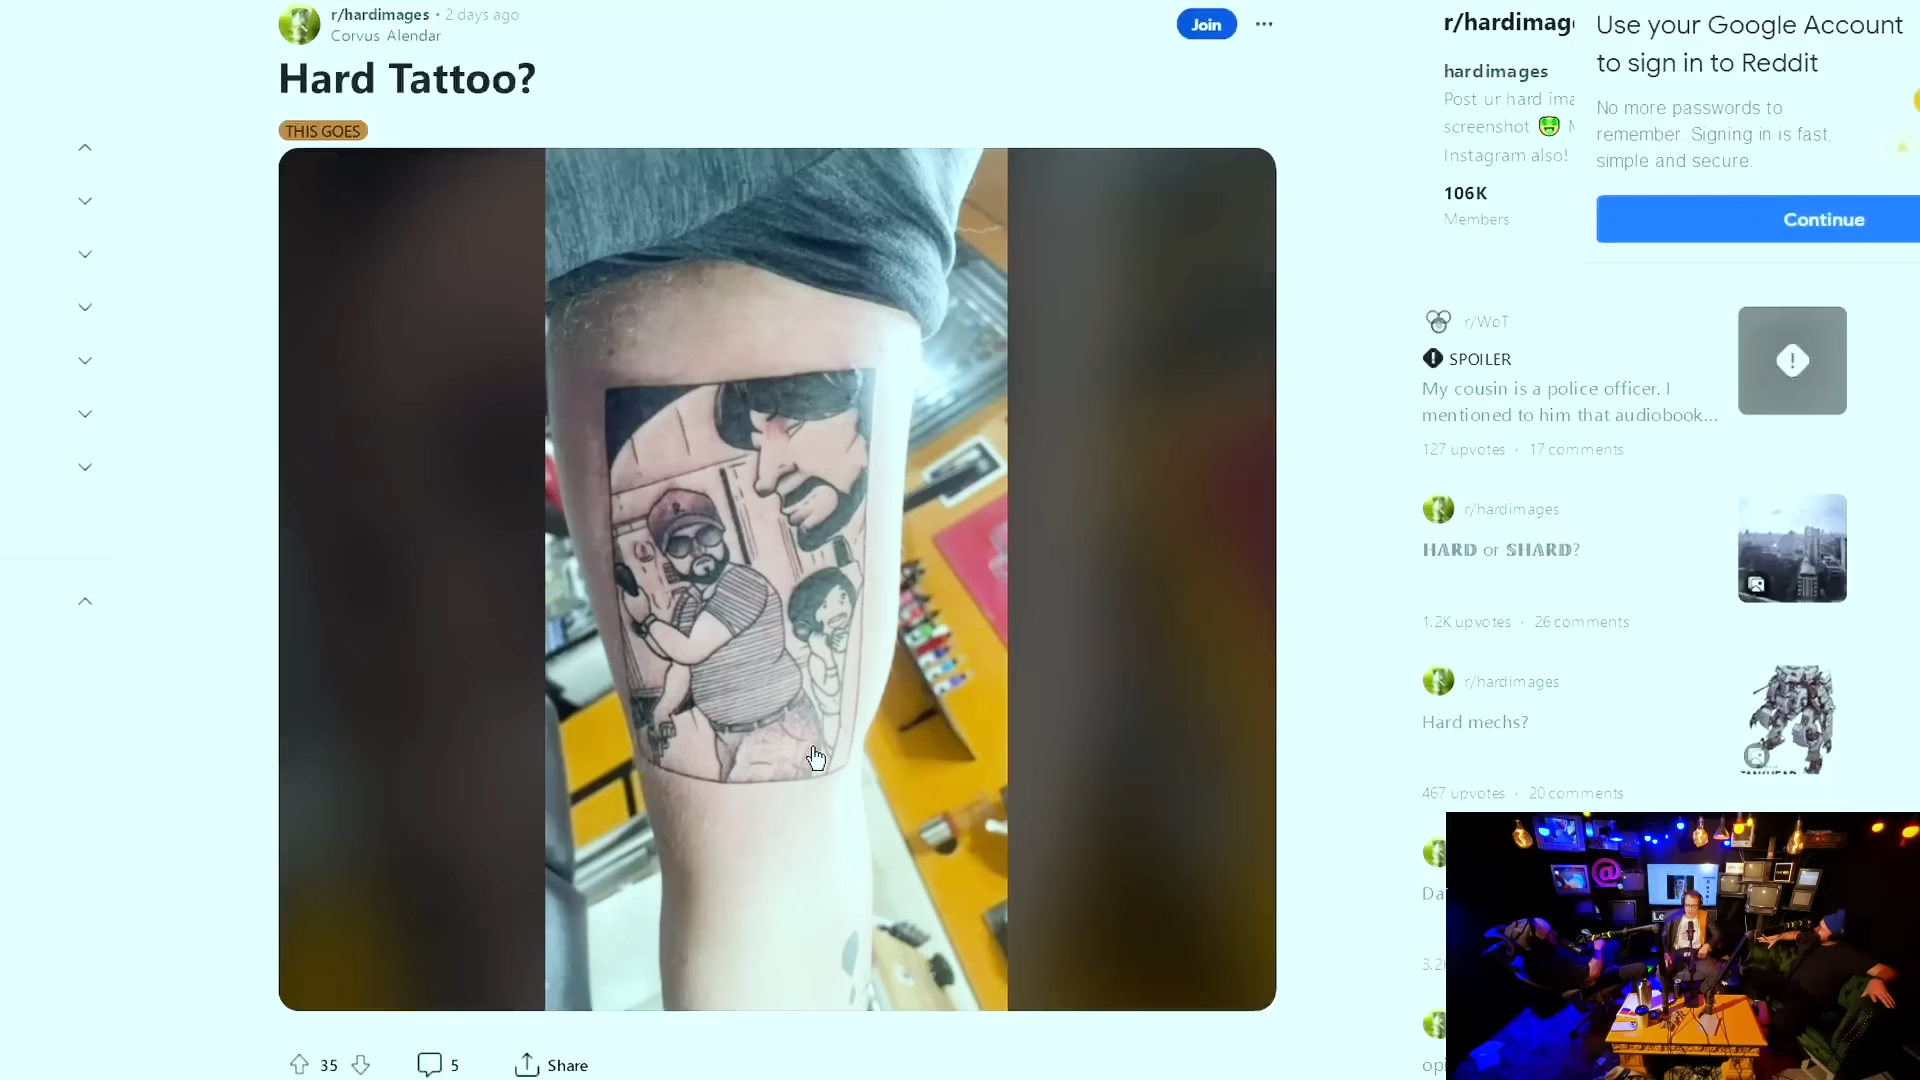 r/hardimages • 2 days ago
Corvus Alendar
Join
Hard Tattoo?
THIS GOES
35
5
Share
r/hardimag
hardimages
Post ur hard ima
screenshot
Instagram also!
106K
Members
Use your Google Account
to sign in to Reddit
No more passwords to
remember. Signing in is fast,
simple and secure.
Continue
r/WoT
SPOILER
My cousin is a police officer. I
mentioned to him that audiobook...
127 upvotes · 17 comments
r/hardimages
HARD or SHARD?
1.2K upvotes · 26 comments
r/hardimages
Hard mechs?
467 upvotes · 20 comments
Da
3.2
opi
@